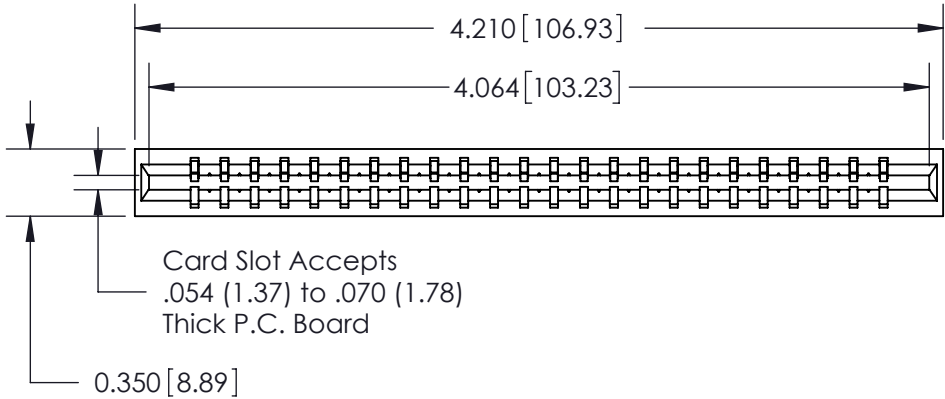 4.210 [106.93]
4.064 [103.23]
Card Slot Accepts
.054 (1.37) to .070 (1.78)
Thick P.C. Board
0.350 [8.89]